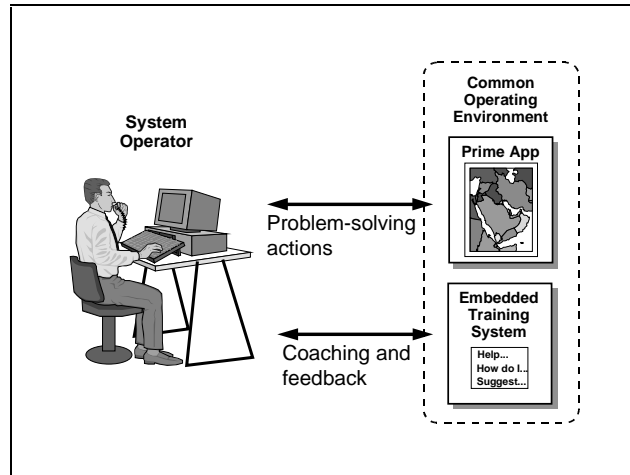 System
Operator
Problem-solving
actions
Coaching and
feedback
Common
Operating
Environment
Prime App
Embedded
Training
System
Help...
How do I...
Suggest...